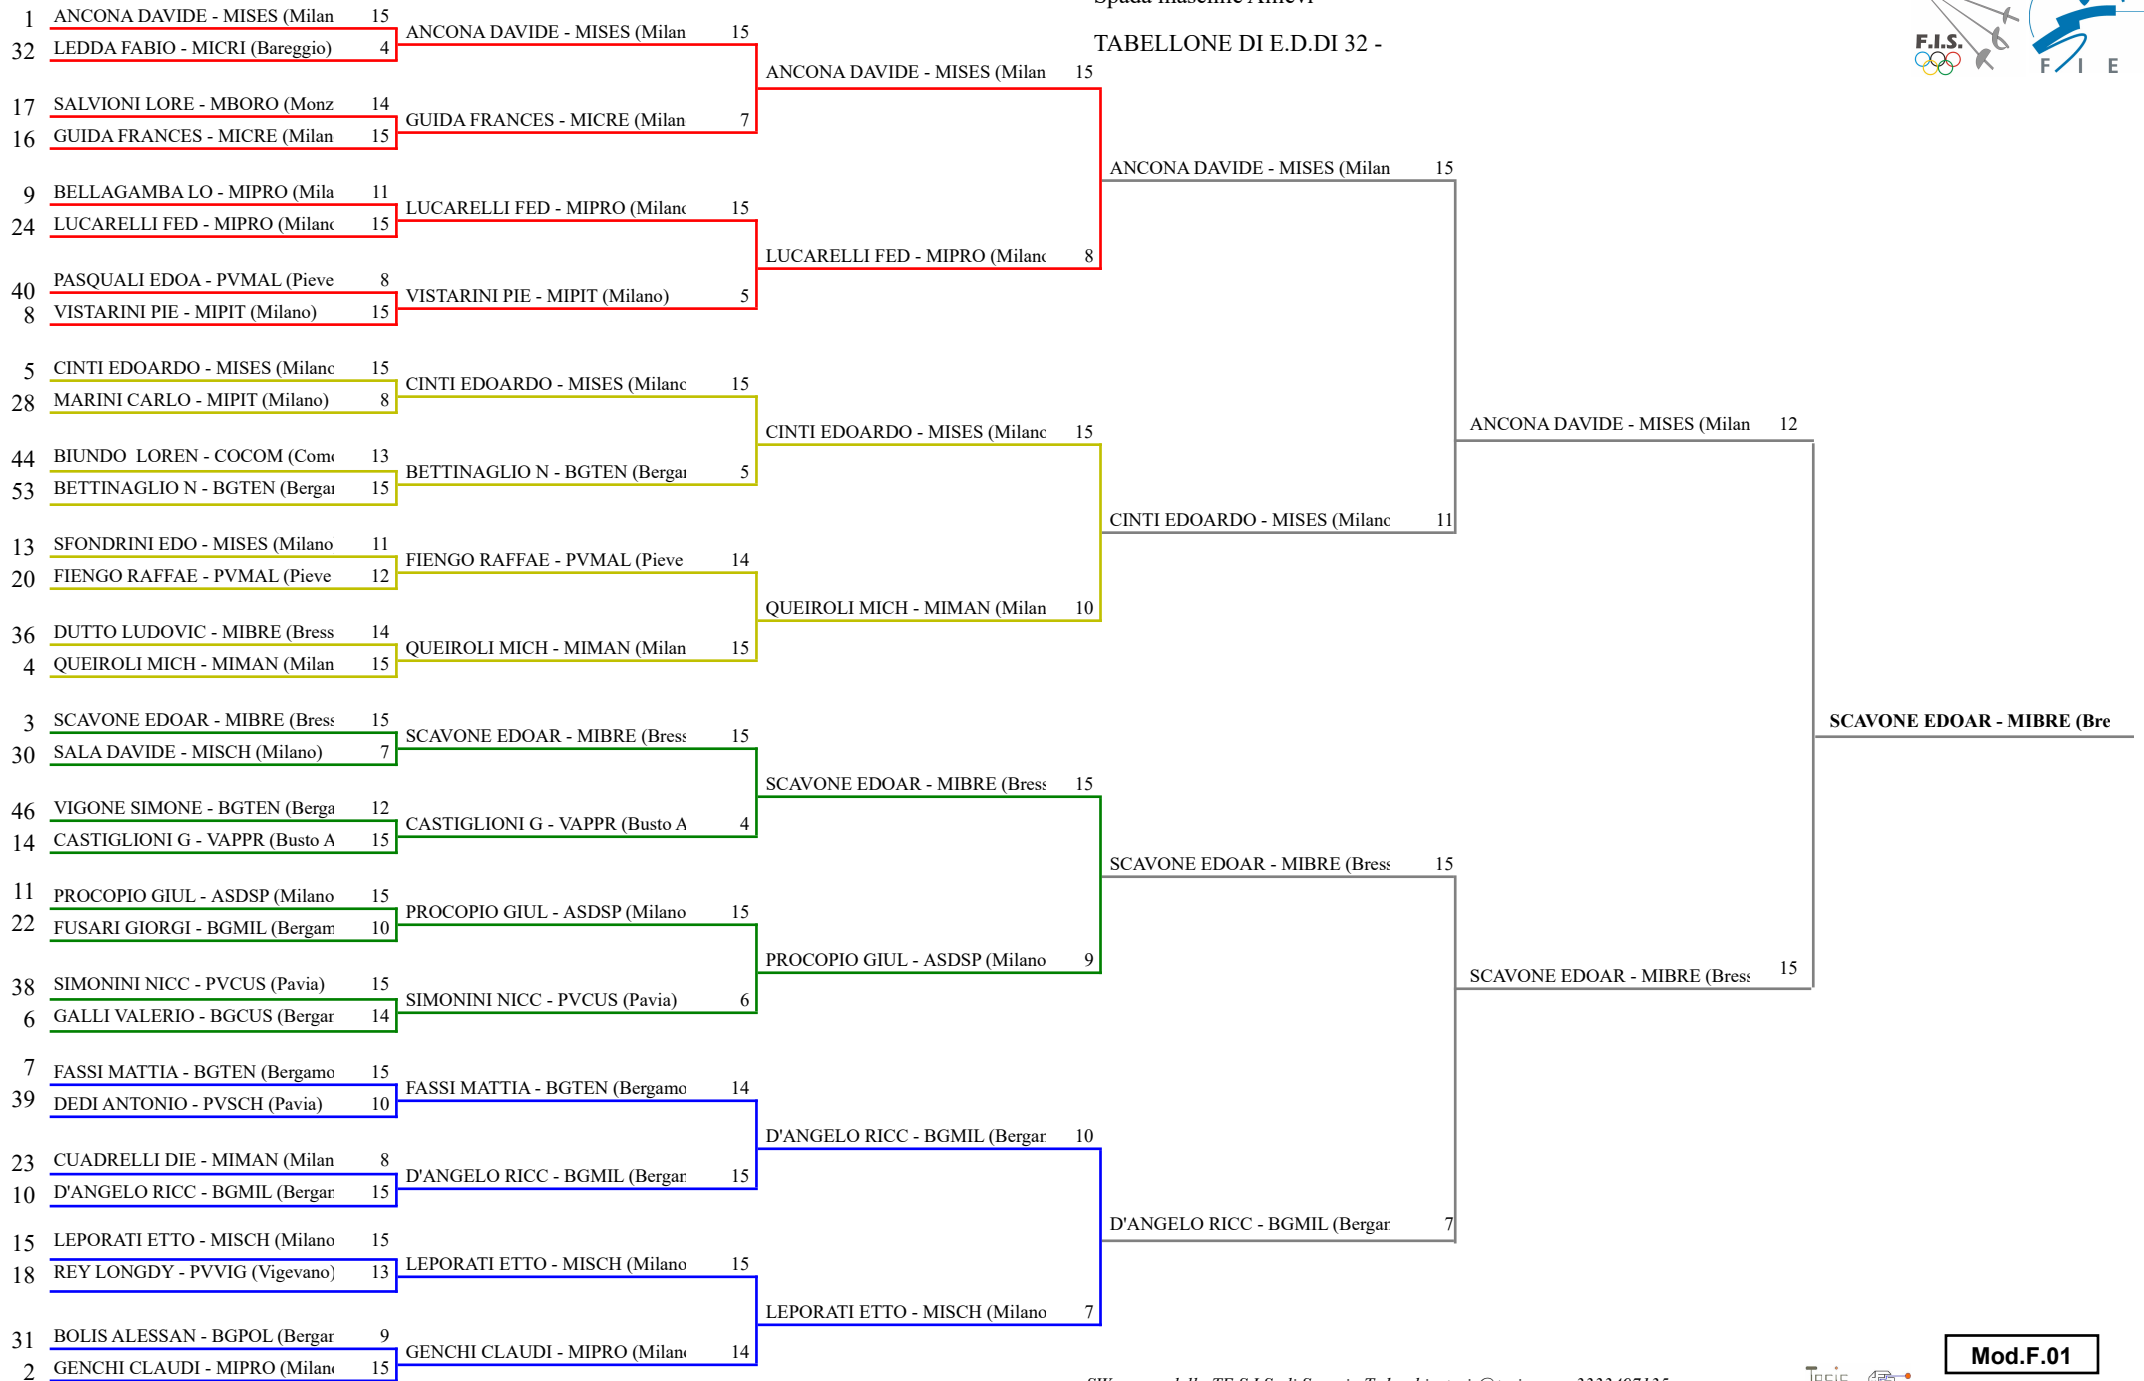 TABELLONE DI E.D.DI 32 -
F.I.S.
F I E
1 ANCONA DAVIDE - MISES (Milan 15
32 LEDDA FABIO - MICRI (Bareggio) 4
17 SALVIONI LORE - MBORO (Monz 14
16 GUIDA FRANCES - MICRE (Milan 15
9 BELLAGAMBA LO - MIPRO (Mila 11
24 LUCARELLI FED - MIPRO (Milano 15
40 PASQUALI EDOA - PVMAL (Pieve 8
8 VISTARINI PIE - MIPIT (Milano) 15
5 CINTI EDOARDO - MISES (Milano 15
28 MARINI CARLO - MIPIT (Milano) 8
44 BIUNDO LOREN - COCOM (Como 13
53 BETTINAGLIO N - BGTEN (Bergar 15
13 SFONDRINI EDO - MISES (Milano 11
20 FIENGO RAFFAE - PVMAL (Pieve 12
36 DUTTO LUDOVIC - MIBRE (Bress 14
4 QUEIROLI MICH - MIMAN (Milan 15
3 SCAVONE EDOAR - MIBRE (Bress 15
30 SALA DAVIDE - MISCH (Milano) 7
46 VIGONE SIMONE - BGTEN (Berga 12
14 CASTIGLIONI G - VAPPR (Busto A 15
11 PROCOPIO GIUL - ASDSP (Milano 15
22 FUSARI GIORGI - BGMIL (Bergam 10
38 SIMONINI NICC - PVCUS (Pavia) 15
6 GALLI VALERIO - BGCUS (Bergar 14
7 FASSI MATTIA - BGTEN (Bergamo 15
39 DEDI ANTONIO - PVSCH (Pavia) 10
23 CUADRELLI DIE - MIMAN (Milan 8
10 D'ANGELO RICC - BGMIL (Bergar 15
15 LEPORATI ETTO - MISCH (Milano 15
18 REY LONGDY - PVVIG (Vigevano) 13
31 BOLIS ALESSAN - BGPOL (Bergar 9
2 GENCHI CLAUDI - MIPRO (Milano 15
ANCONA DAVIDE - MISES (Milan 15
GUIDA FRANCES - MICRE (Milan 7
LUCARELLI FED - MIPRO (Milano 15
VISTARINI PIE - MIPIT (Milano) 5
CINTI EDOARDO - MISES (Milano 15
BETTINAGLIO N - BGTEN (Bergar 5
FIENGO RAFFAE - PVMAL (Pieve 14
QUEIROLI MICH - MIMAN (Milan 15
SCAVONE EDOAR - MIBRE (Bress 15
CASTIGLIONI G - VAPPR (Busto A 4
PROCOPIO GIUL - ASDSP (Milano 15
SIMONINI NICC - PVCUS (Pavia) 6
FASSI MATTIA - BGTEN (Bergamo 14
D'ANGELO RICC - BGMIL (Bergar 15
LEPORATI ETTO - MISCH (Milano 15
GENCHI CLAUDI - MIPRO (Milano 14
ANCONA DAVIDE - MISES (Milan 15
LUCARELLI FED - MIPRO (Milano 8
CINTI EDOARDO - MISES (Milano 15
QUEIROLI MICH - MIMAN (Milan 10
SCAVONE EDOAR - MIBRE (Bress 15
PROCOPIO GIUL - ASDSP (Milano 9
D'ANGELO RICC - BGMIL (Bergar 10
LEPORATI ETTO - MISCH (Milano 7
ANCONA DAVIDE - MISES (Milan 15
CINTI EDOARDO - MISES (Milano 11
SCAVONE EDOAR - MIBRE (Bress 15
D'ANGELO RICC - BGMIL (Bergar 7
ANCONA DAVIDE - MISES (Milan 12
SCAVONE EDOAR - MIBRE (Bress 15
SCAVONE EDOAR - MIBRE (Bre
Mod.F.01